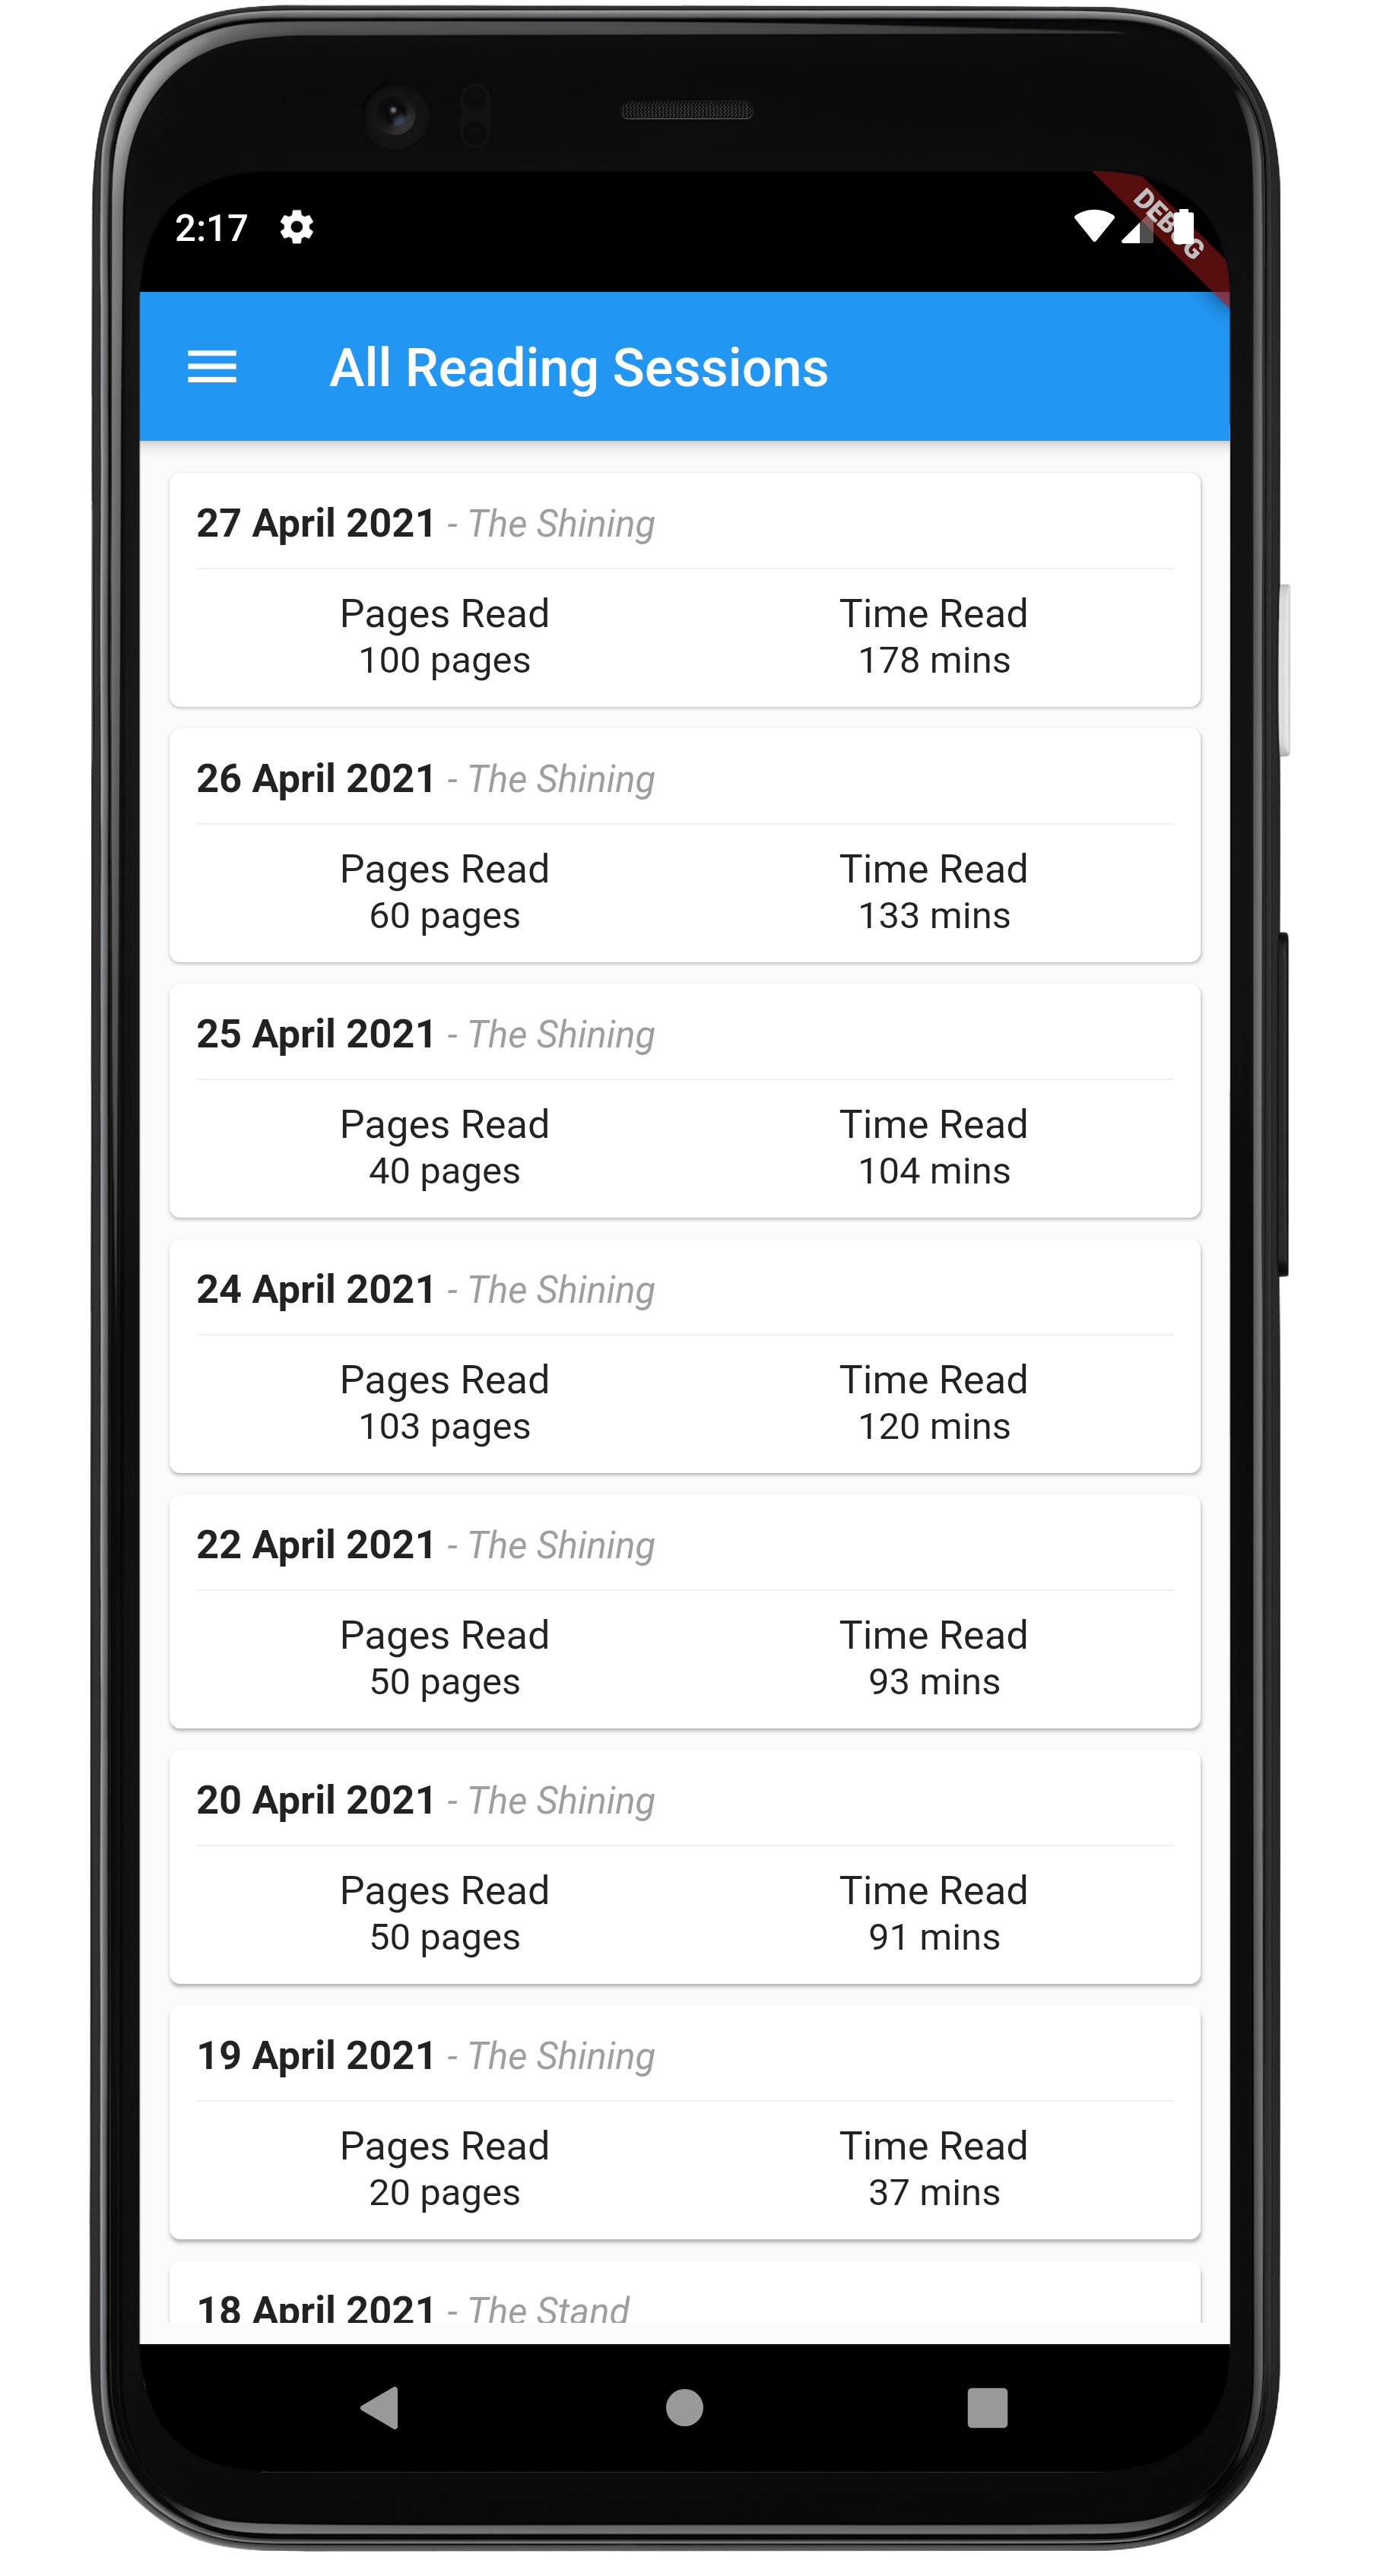 2:17
DEBUG
All Reading Sessions
27 April 2021 - The Shining
Pages Read Time Read
100 pages 178 mins
26 April 2021 - The Shining
Pages Read Time Read
60 pages 133 mins
25 April 2021 - The Shining
Pages Read Time Read
40 pages 104 mins
24 April 2021 - The Shining
Pages Read Time Read
103 pages 120 mins
22 April 2021 - The Shining
Pages Read Time Read
50 pages 93 mins
20 April 2021 - The Shining
Pages Read Time Read
50 pages 91 mins
19 April 2021 - The Shining
Pages Read Time Read
20 pages 37 mins
18 April 2021 - The Stand